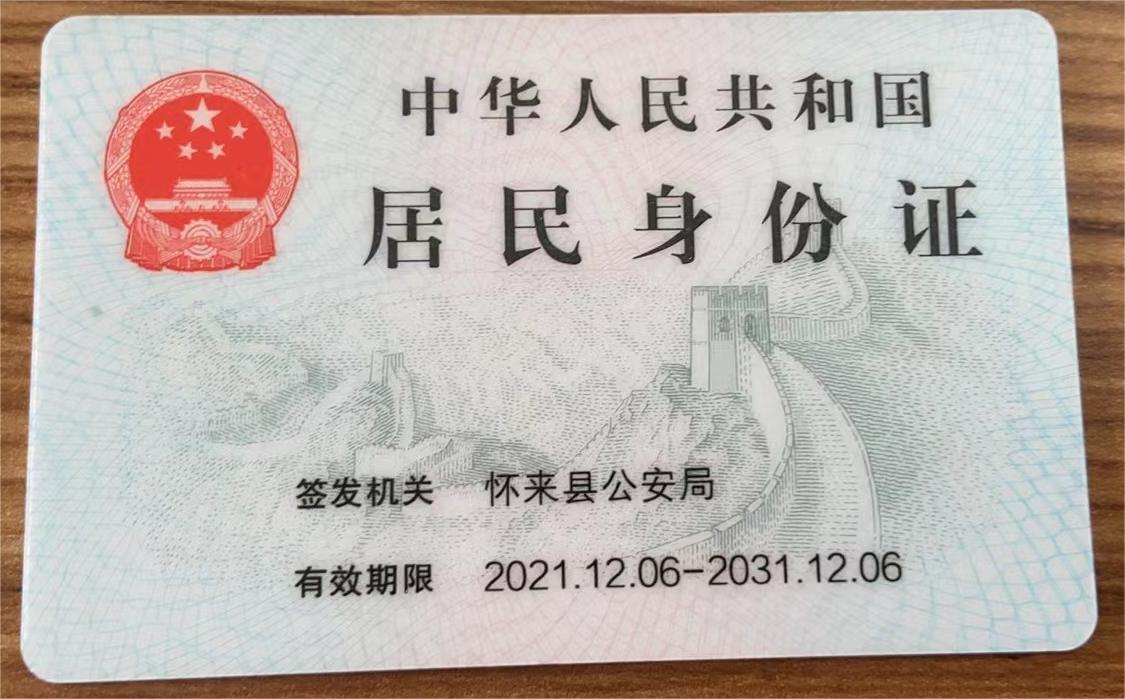 中华人民共和国
居民身份证
签发机关 怀来县公安局
有效期限 2021.12.06-2031.12.06